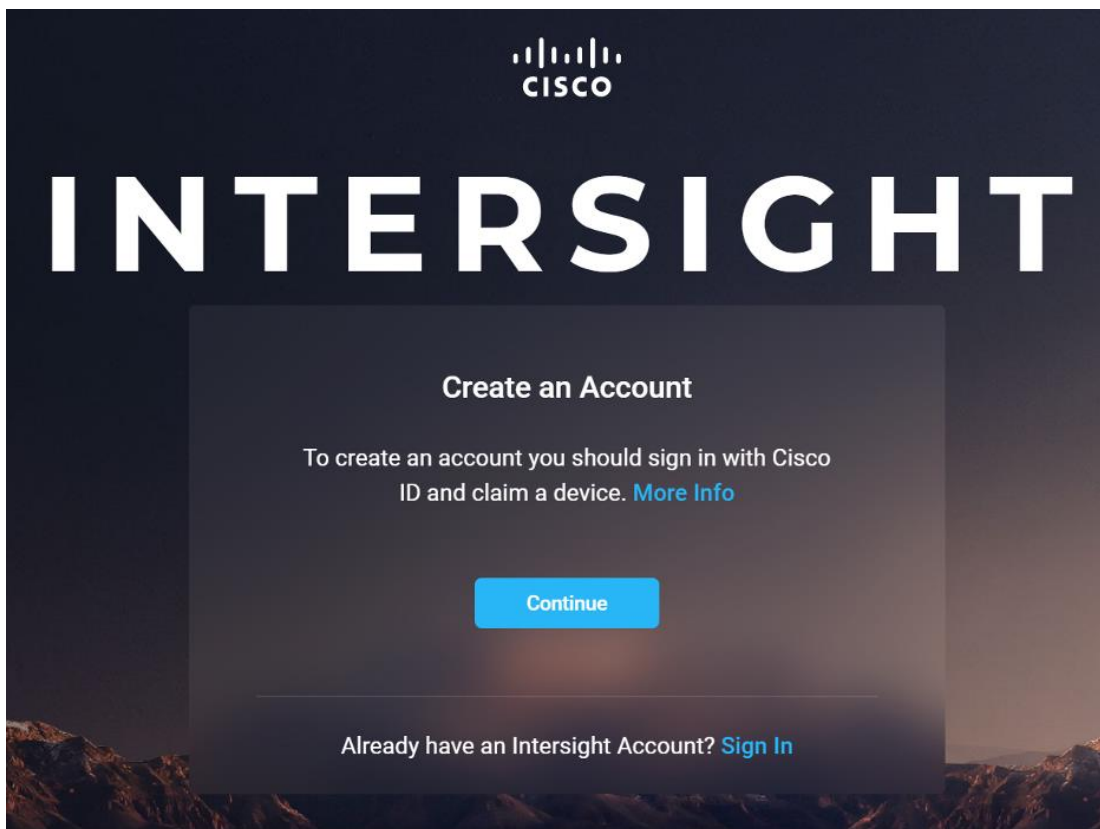 CISCO
INTERSIGHT
Create an Account
To create an account you should sign in with Cisco
ID and claim a device. More Info
Continue
Already have an Intersight Account? Sign In